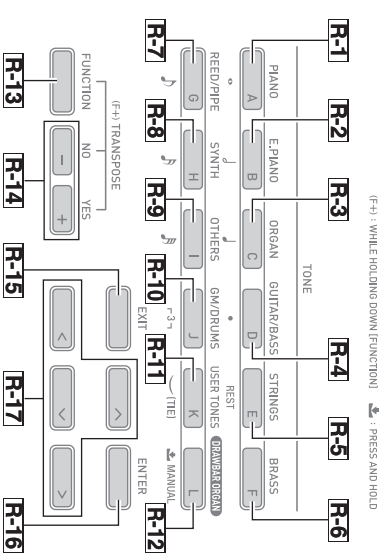 (F+) : WHILE HOLDING DOWN [FUNCTION]   : PRESS AND HOLD
R-1 R-2 R-3 R-4 R-5 R-6
TONE
PIANO E.PIANO ORGAN GUITAR/BASS STRINGS BRASS
A B C D E F
REST
REED/PIPE SYNTH OTHERS GM/DRUMS USER TONES DRAWBAR ORGAN
G H I J K L
3 (TIE) MANUAL
R-7 R-8 R-9 R-10 R-11 R-12
(F+) TRANSPOSE
FUNCTION NO YES EXIT ENTER
− + < ∧ ∨ >
R-13 R-14 R-15 R-17 R-16